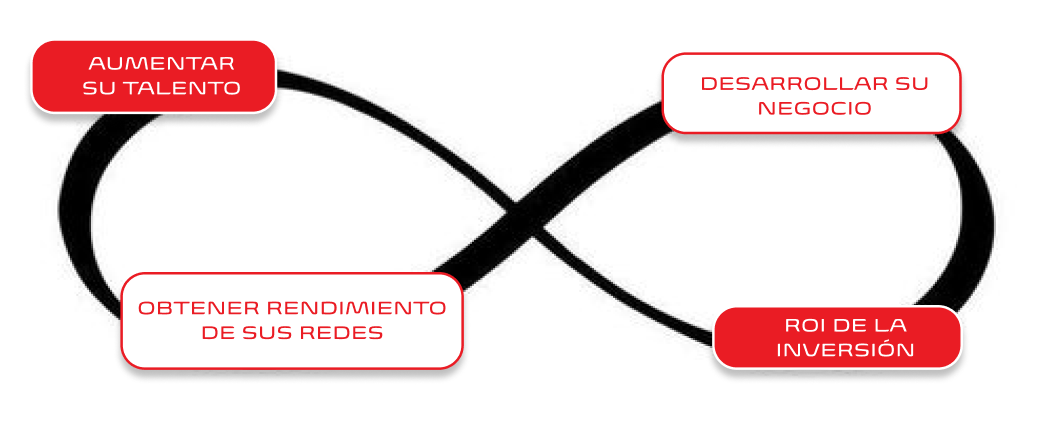 AUMENTAR
SU TALENTO
DESARROLLAR SU
NEGOCIO
OBTENER RENDIMIENTO
DE SUS REDES
ROI DE LA
INVERSIÓN